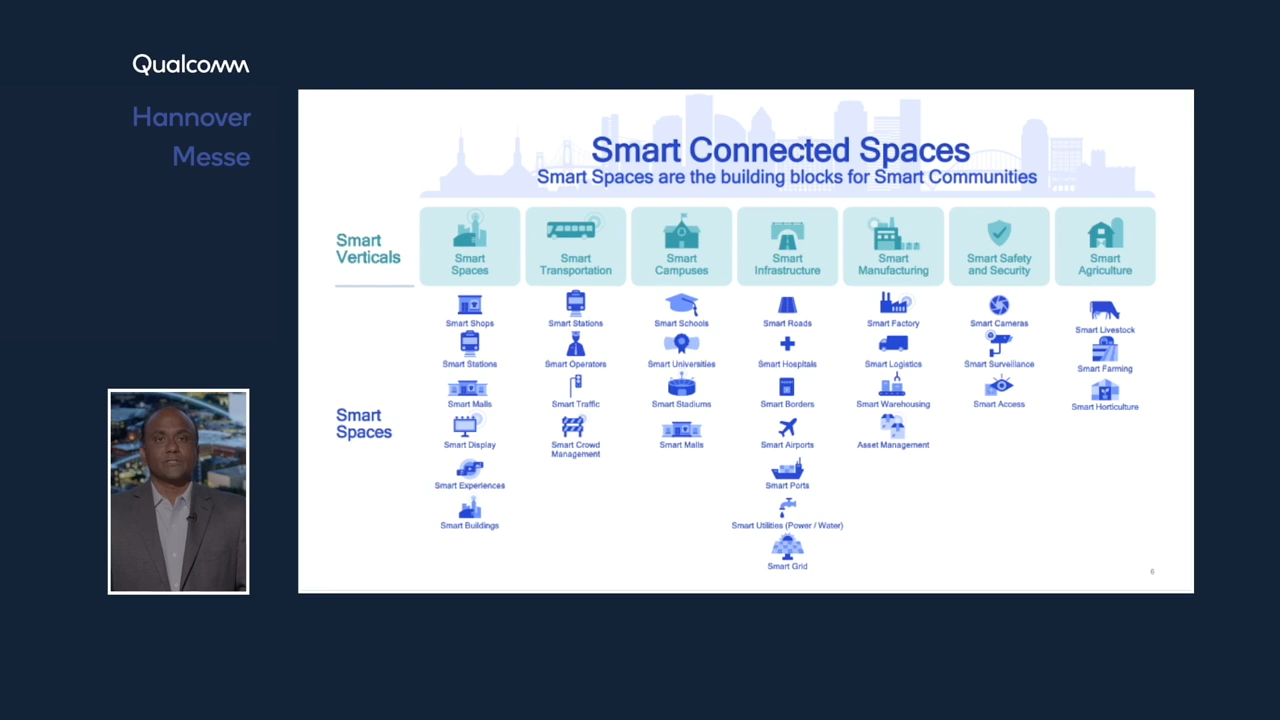 Qualcomm
Hannover
Messe
Smart Connected Spaces
Smart Spaces are the building blocks for Smart Communities
Smart
Verticals
Smart
Spaces
Smart
Transportation
Smart
Campuses
Smart
Infrastructure
Smart
Manufacturing
Smart Safety
and Security
Smart
Agriculture
Smart
Spaces
Smart Shops
Smart Stations
Smart Malls
Smart Display
Smart Experiences
Smart Buildings
Smart Stations
Smart Operators
Smart Traffic
Smart Crowd
Management
Smart Schools
Smart Universities
Smart Stadiums
Smart Malls
Smart Roads
Smart Hospitals
Smart Borders
Smart Airports
Smart Ports
Smart Utilities (Power / Water)
Smart Grid
Smart Factory
Smart Logistics
Smart Warehousing
Asset Management
Smart Cameras
Smart Surveillance
Smart Access
Smart Livestock
Smart Farming
Smart Horticulture
6